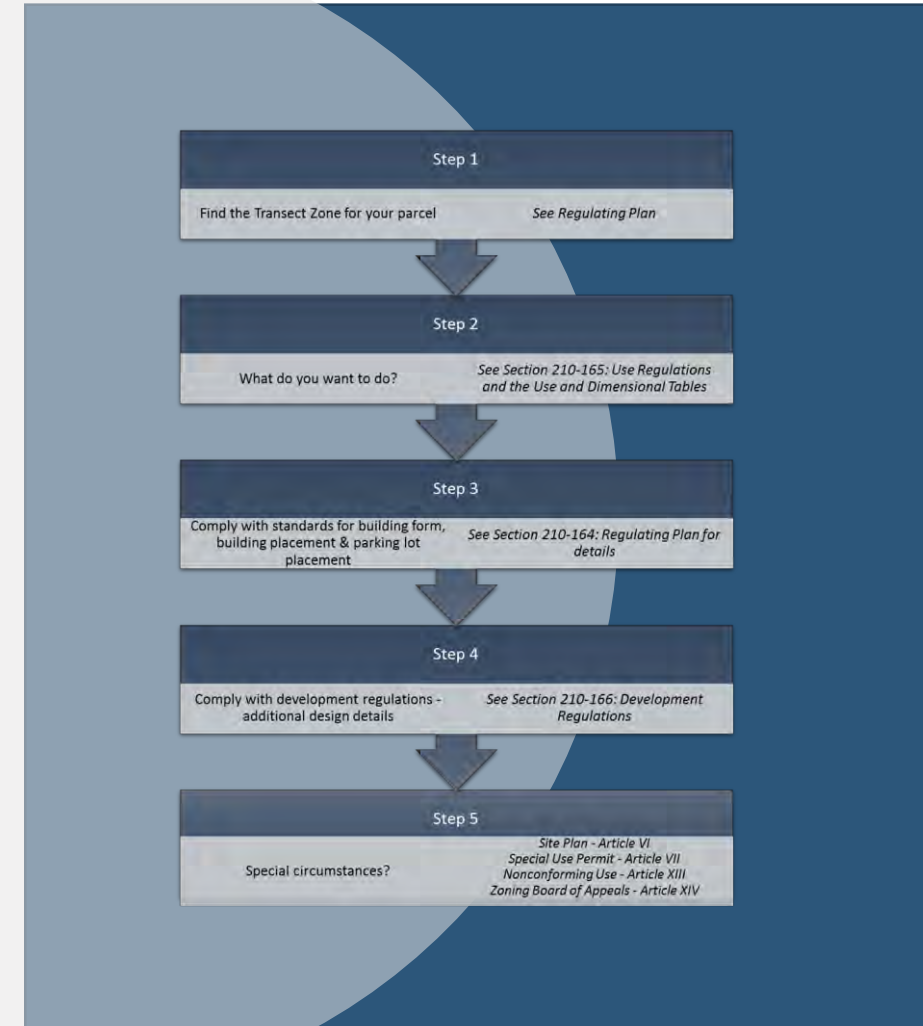 Step 1
Find the Transect Zone for your parcel
See Regulating Plan
Step 2
What do you want to do?
See Section 210-165: Use Regulations
and the Use and Dimensional Tables
Step 3
Comply with standards for building form,
building placement & parking lot
placement
See Section 210-164: Regulating Plan for
details
Step 4
Comply with development regulations -
additional design details
See Section 210-166: Development
Regulations
Step 5
Special circumstances?
Site Plan - Article VI
Special Use Permit - Article VII
Nonconforming Use - Article XIII
Zoning Board of Appeals - Article XIV